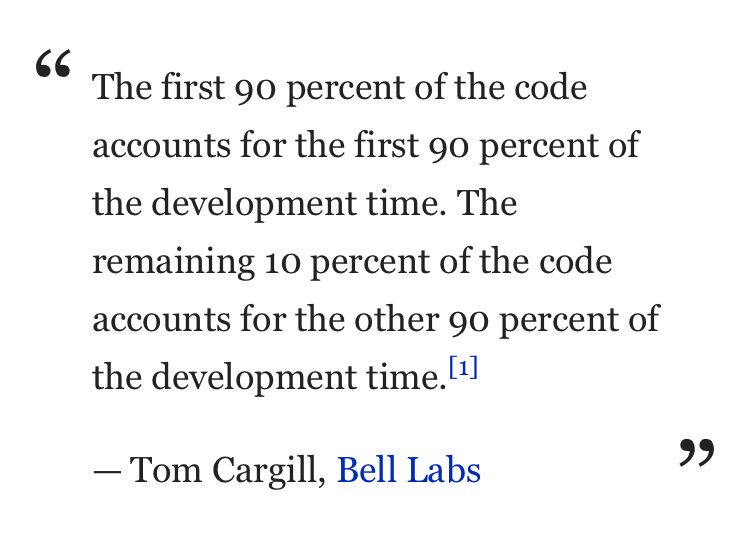 “
The first 90 percent of the code
accounts for the first 90 percent of
the development time. The
remaining 10 percent of the code
accounts for the other 90 percent of
the development time.[1]
— Tom Cargill, Bell Labs
”